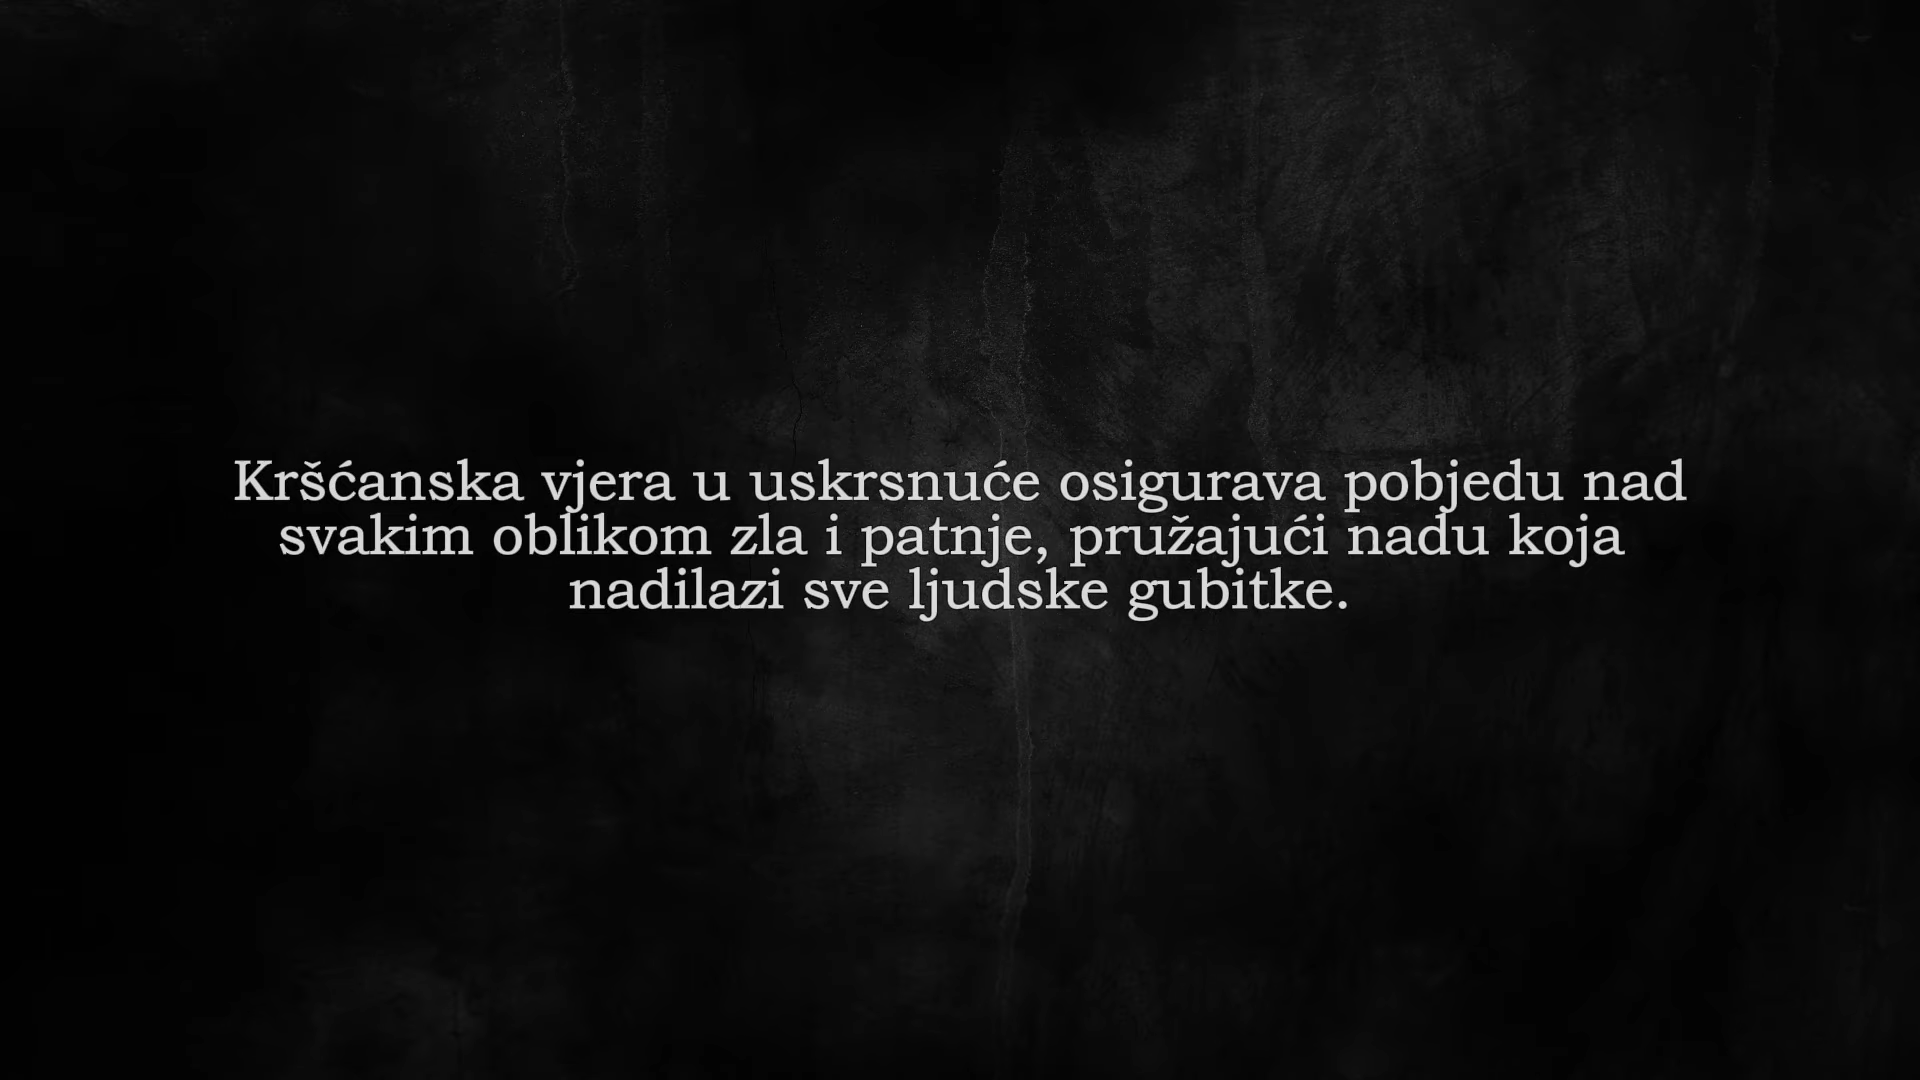 Kršćanska vjera u uskrsnuće osigurava pobjedu nad
svakim oblikom zla i patnje, pružajući nadu koja
nadilazi sve ljudske gubitke.